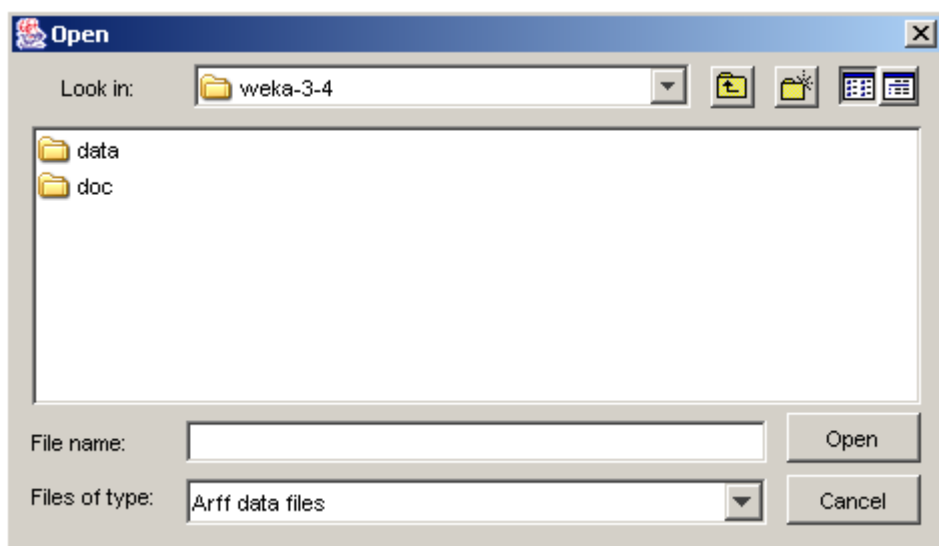 Open
Look in: weka-3-4
data
doc
File name: Open
Files of type: Arff data files Cancel